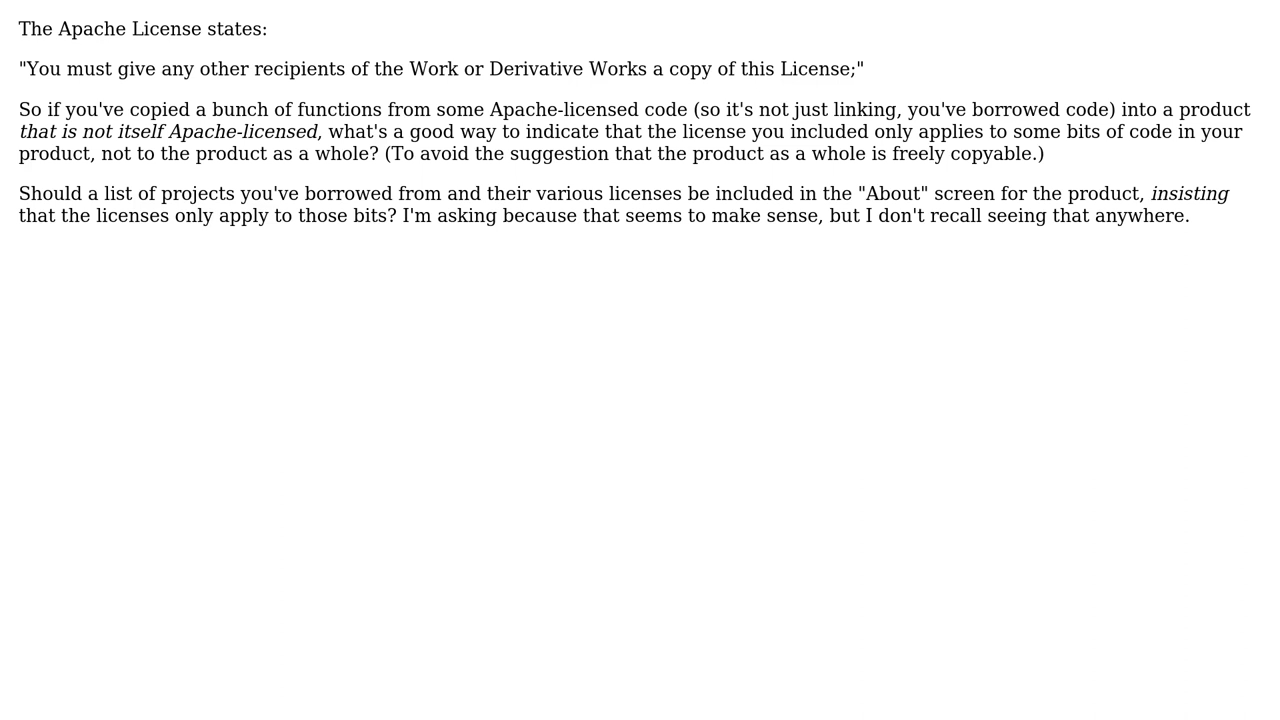 The Apache License states:
"You must give any other recipients of the Work or Derivative Works a copy of this License;"
So if you've copied a bunch of functions from some Apache-licensed code (so it's not just linking, you've borrowed code) into a product
that is not itself Apache-licensed, what's a good way to indicate that the license you included only applies to some bits of code in your
product, not to the product as a whole? (To avoid the suggestion that the product as a whole is freely copyable.)
Should a list of projects you've borrowed from and their various licenses be included in the "About" screen for the product, insisting
that the licenses only apply to those bits? I'm asking because that seems to make sense, but I don't recall seeing that anywhere.